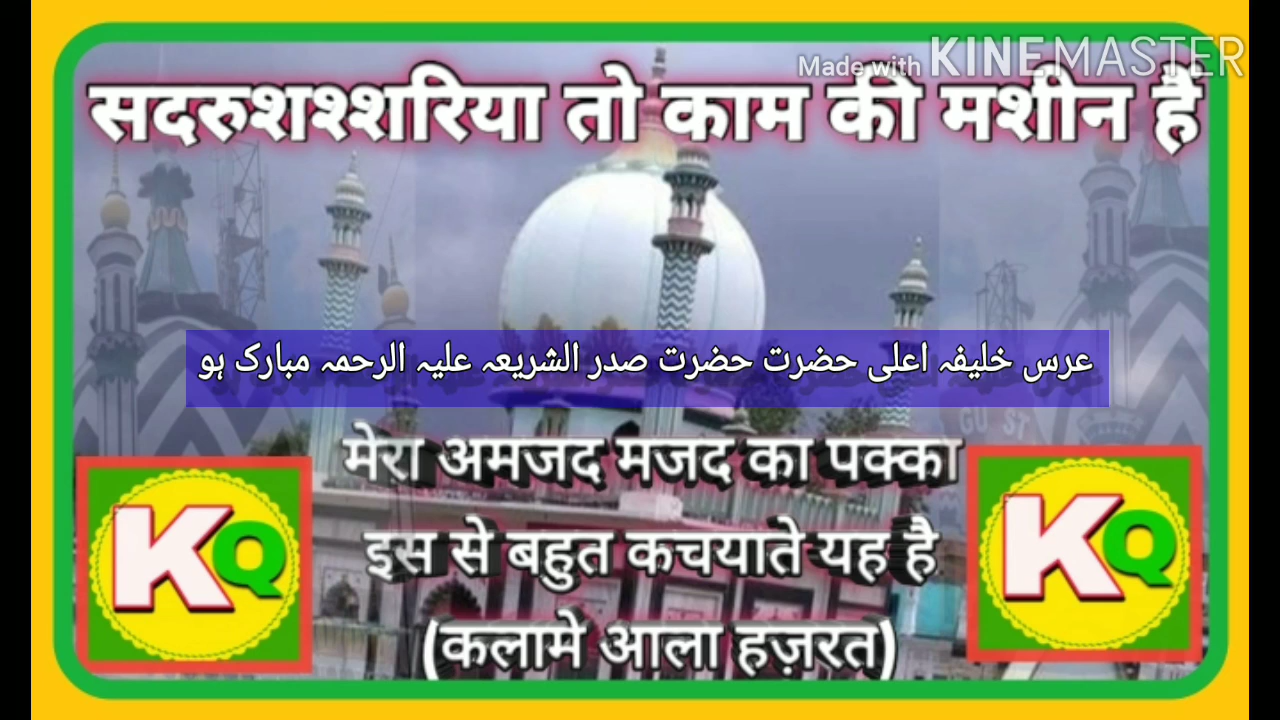 Made with KINEMASTER
सदरुशश्शरिया तो काम की मशीन है
عرس خلیفہ اعلی حضرت حضرت صدر الشریعہ علیہ الرحمہ مبارک ہو
मेरा अमजद मजद का पक्का
इस से बहुत कचयाते यह है
(कलामे आला हज़रत)
KQ
KQ